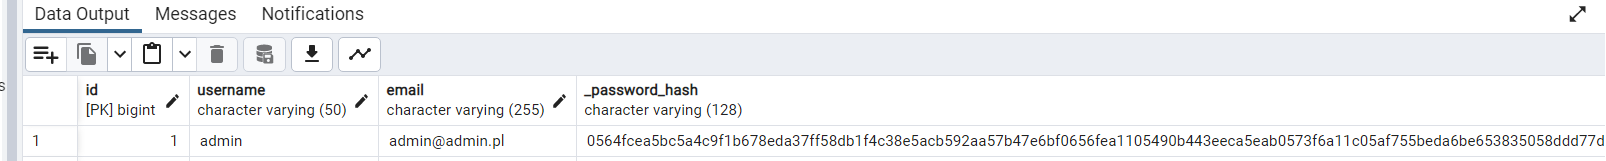 Data Output Messages Notifications
id username email _password_hash
[PK] bigint character varying (50) character varying (255) character varying (128)
1 1 admin admin@admin.pl 0564fcea5bc5a4c9f1b678eda37ff58db1f4c38e5acb592aa57b47e6bf0656fea1105490b443eeca5eab0573f6a11c05af755beda6be653835058ddd77d